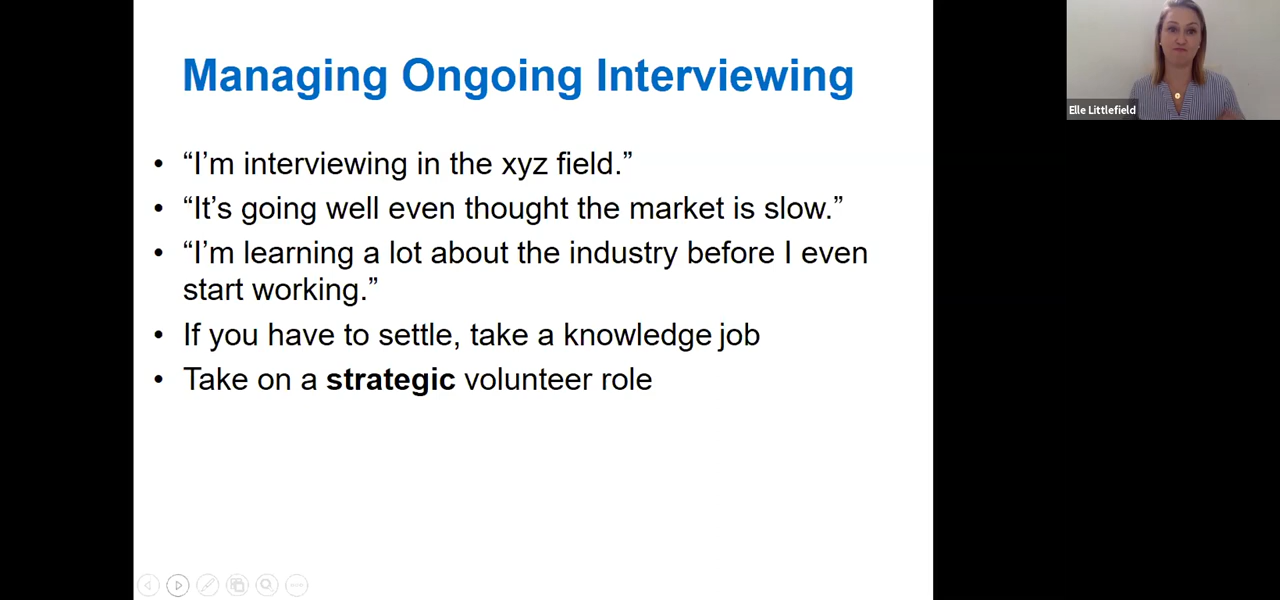 Managing Ongoing Interviewing
Elle Littlefield
• “I’m interviewing in the xyz field.”
• “It’s going well even thought the market is slow.”
• “I’m learning a lot about the industry before I even
start working.”
• If you have to settle, take a knowledge job
• Take on a strategic volunteer role